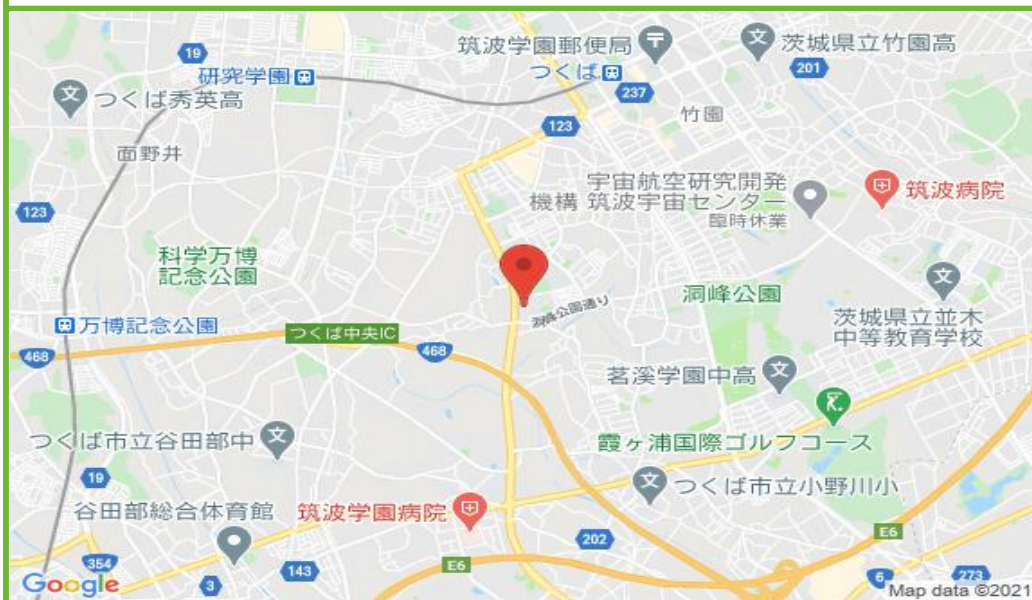 筑波学園郵便局
茨城県立竹園高
19
研究学園
つくば
201
つくば秀英高
237
竹園
123
面野井
宇宙航空研究開発
機構 筑波宇宙センター
臨時休業
筑波病院
123
科学万博
記念公園
洞峰公園
洞峰公園通り
万博記念公園
つくば中央IC
茨城県立並木
中等教育学校
468
468
茗溪学園中高
霞ヶ浦国際ゴルフコース
つくば市立谷田部中
19
つくば市立小野川小
谷田部総合体育館
筑波学園病院
202
E6
354
143
E6
3
6
273
Google
Map data ©2021